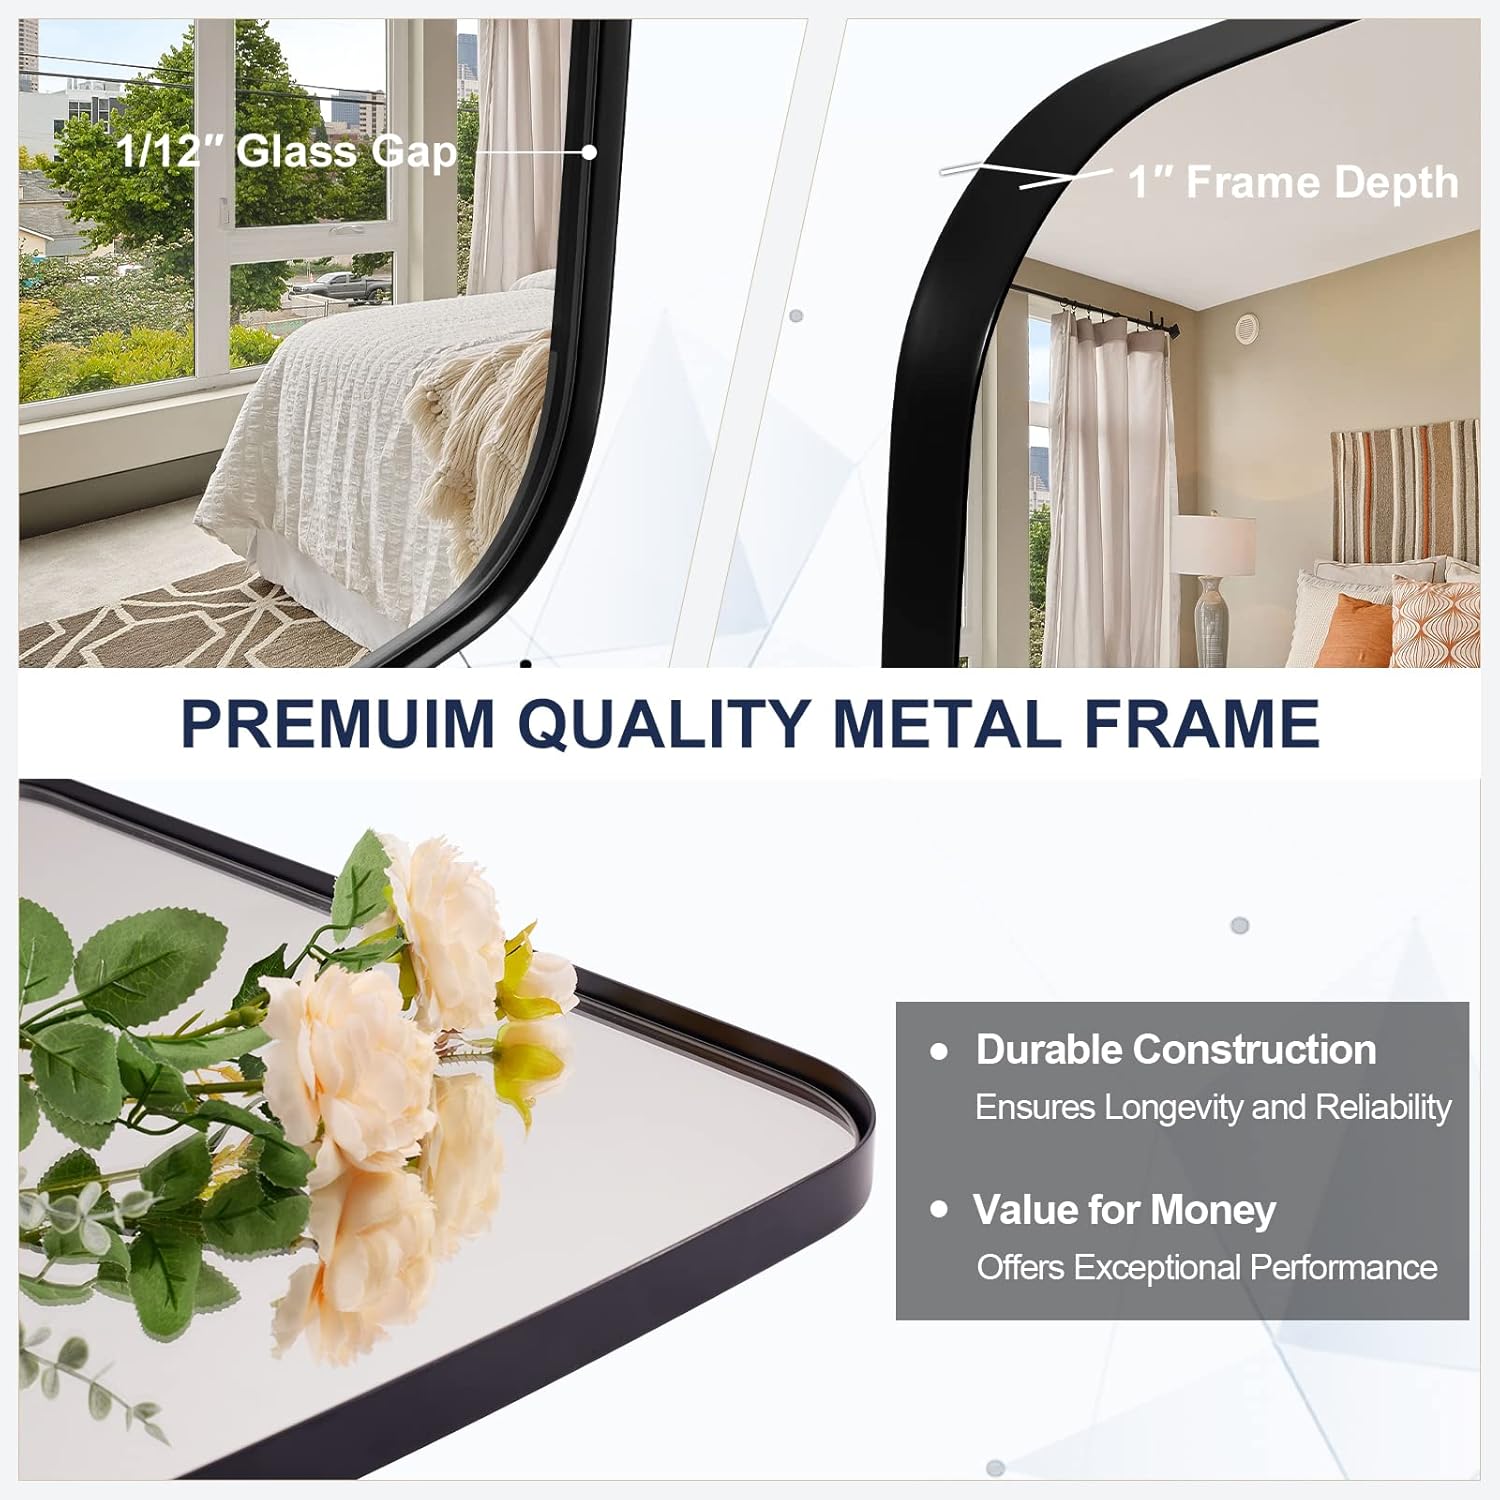 1/12″ Glass Gap
1″ Frame Depth
PREMUIM QUALITY METAL FRAME
• Durable Construction
Ensures Longevity and Reliability
• Value for Money
Offers Exceptional Performance